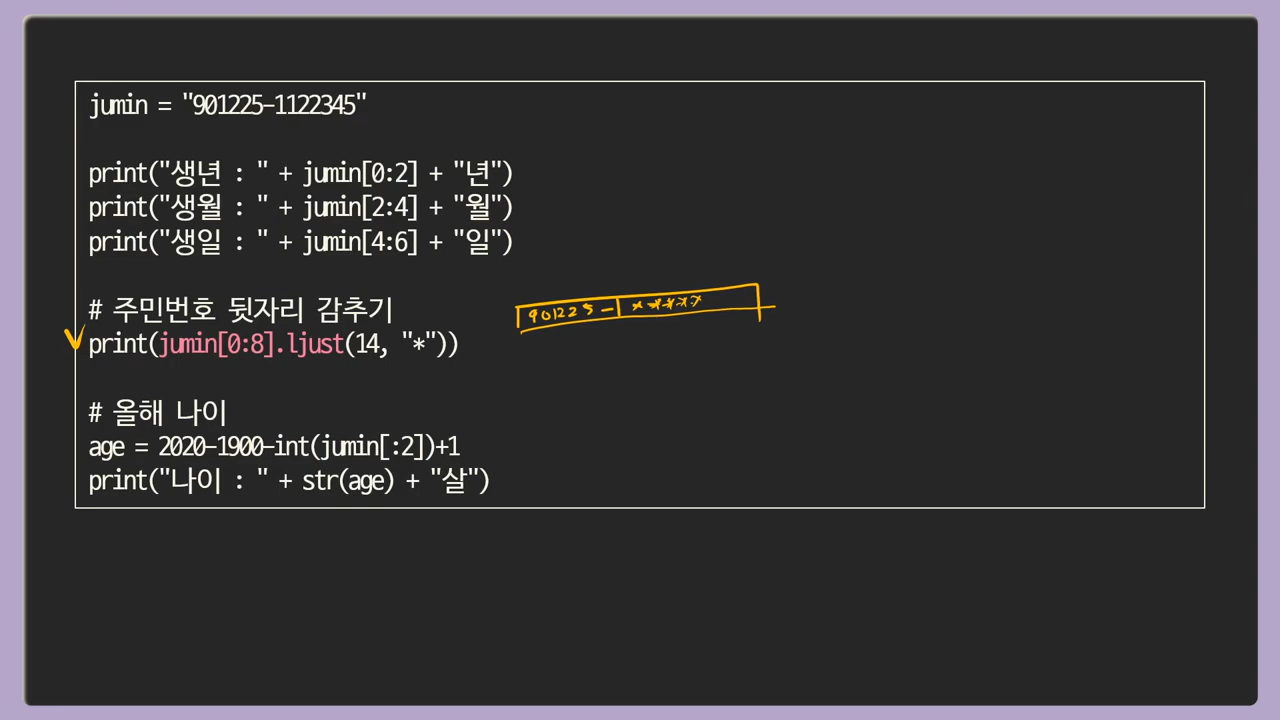 jumin = "901225-1122345"
print("생년 : " + jumin[0:2] + "년")
print("생월 : " + jumin[2:4] + "월")
print("생일 : " + jumin[4:6] + "일")
# 주민번호 뒷자리 감추기
901225- *****
print(jumin[0:8].ljust(14, "*"))
# 올해 나이
age = 2020-1900-int(jumin[:2])+1
print("나이 : " + str(age) + "살")